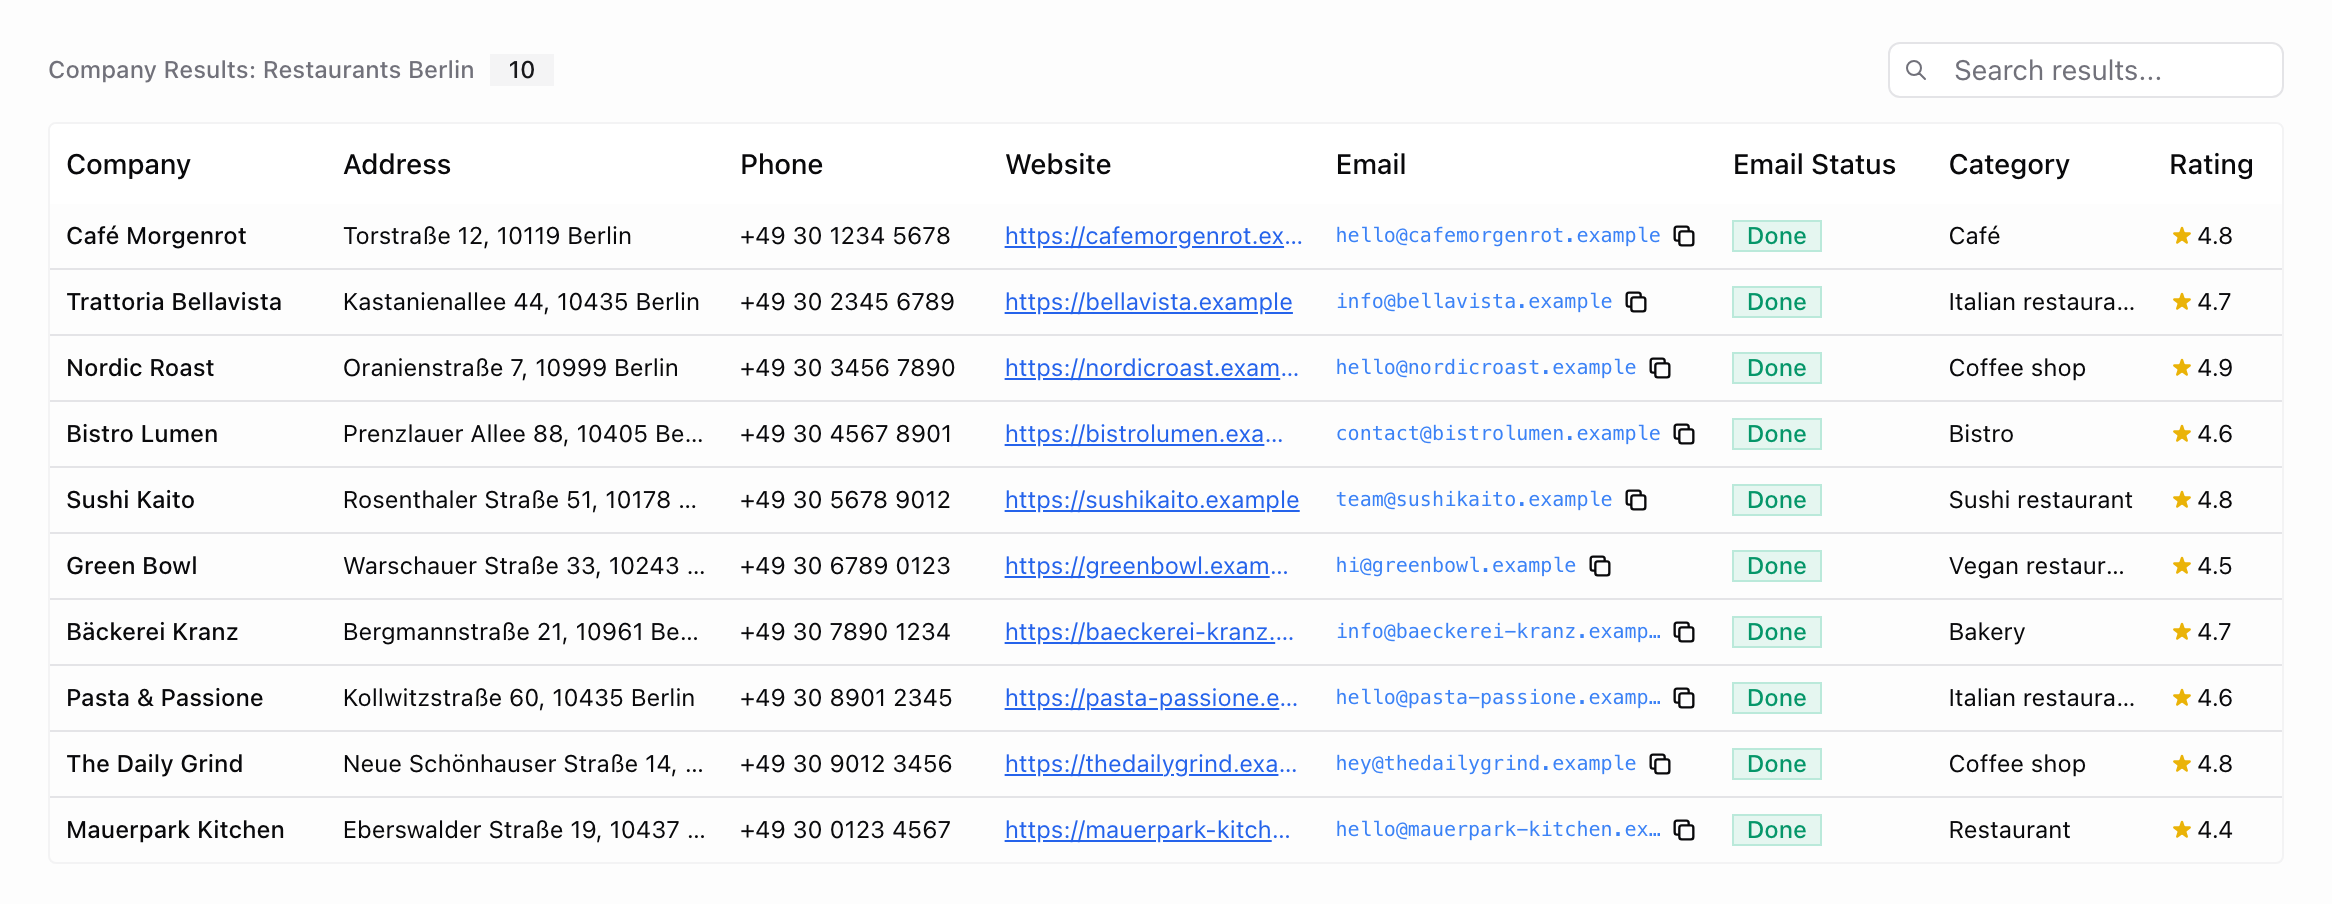 Company Results: Restaurants Berlin 10
Search results...
Company Address Phone Website Email Email Status Category Rating
Café Morgenrot Torstraße 12, 10119 Berlin +49 30 1234 5678 https://cafemorgenrot.ex... hello@cafemorgenrot.example Done Café 4.8
Trattoria Bellavista Kastanienallee 44, 10435 Berlin +49 30 2345 6789 https://bellavista.example info@bellavista.example Done Italian restaura... 4.7
Nordic Roast Oranienstraße 7, 10999 Berlin +49 30 3456 7890 https://nordicroast.exam... hello@nordicroast.example Done Coffee shop 4.9
Bistro Lumen Prenzlauer Allee 88, 10405 Be... +49 30 4567 8901 https://bistrolumen.exa... contact@bistrolumen.example Done Bistro 4.6
Sushi Kaito Rosenthaler Straße 51, 10178 ... +49 30 5678 9012 https://sushikaito.example team@sushikaito.example Done Sushi restaurant 4.8
Green Bowl Warschauer Straße 33, 10243 ... +49 30 6789 0123 https://greenbowl.exam... hi@greenbowl.example Done Vegan restaur... 4.5
Bäckerei Kranz Bergmannstraße 21, 10961 Be... +49 30 7890 1234 https://baeckerei-kranz.... info@baeckerei-kranz.examp... Done Bakery 4.7
Pasta & Passione Kollwitzstraße 60, 10435 Berlin +49 30 8901 2345 https://pasta-passione.e... hello@pasta-passione.examp... Done Italian restaura... 4.6
The Daily Grind Neue Schönhauser Straße 14, ... +49 30 9012 3456 https://thedailygrind.exa... hey@thedailygrind.example Done Coffee shop 4.8
Mauerpark Kitchen Eberswalder Straße 19, 10437 ... +49 30 0123 4567 https://mauerpark-kitch... hello@mauerpark-kitchen.ex... Done Restaurant 4.4